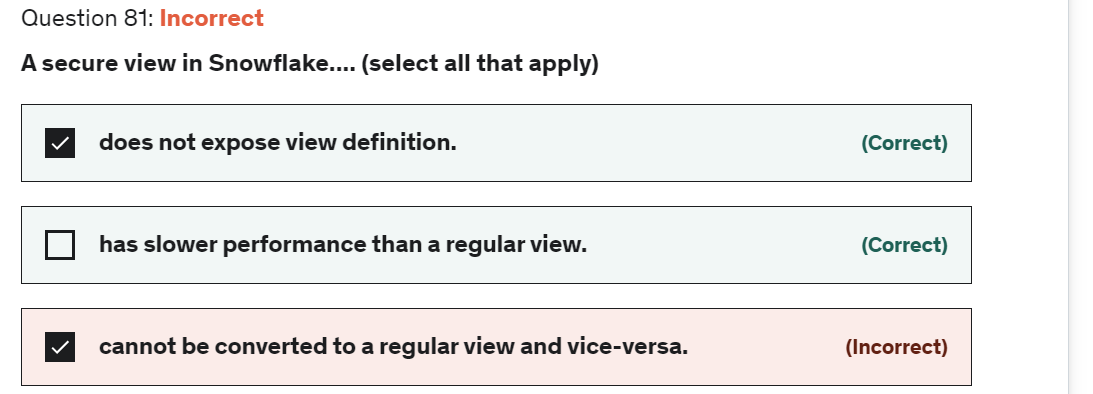 Question 81: Incorrect
A secure view in Snowflake.... (select all that apply)
does not expose view definition. (Correct)
has slower performance than a regular view. (Correct)
cannot be converted to a regular view and vice-versa. (Incorrect)